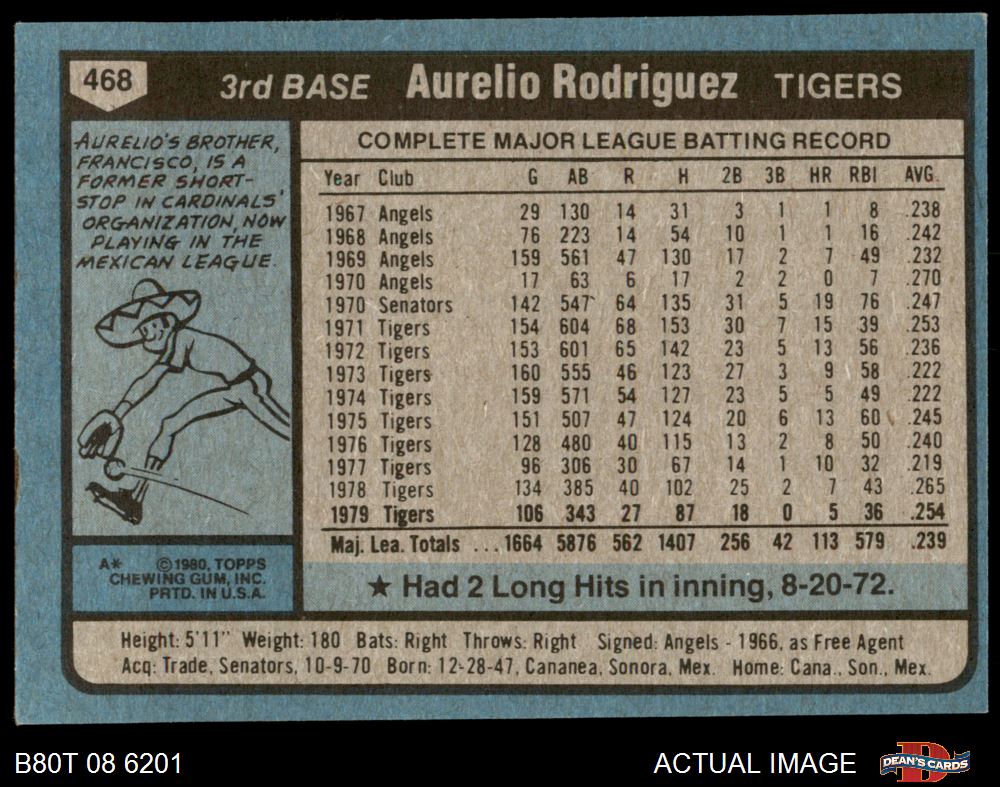 468
3rd BASE Aurelio Rodriguez TIGERS
AURELIO'S BROTHER,
FRANCISCO, IS A
FORMER SHORT-
STOP IN CARDINALS'
ORGANIZATION, NOW
PLAYING IN THE
MEXICAN LEAGUE.
COMPLETE MAJOR LEAGUE BATTING RECORD
Year Club G AB R H 2B 3B HR RBI AVG.
1967 Angels 29 130 14 31 3 1 1 8 .238
1968 Angels 76 223 14 54 10 1 1 16 .242
1969 Angels 159 561 47 130 17 2 7 49 .232
1970 Angels 17 63 6 17 2 2 0 7 .270
1970 Senators 142 547 64 135 31 5 19 76 .247
1971 Tigers 154 604 68 153 30 7 15 39 .253
1972 Tigers 153 601 65 142 23 5 13 56 .236
1973 Tigers 160 555 46 123 27 3 9 58 .222
1974 Tigers 159 571 54 127 23 5 5 49 .222
1975 Tigers 151 507 47 124 20 6 13 60 .245
1976 Tigers 128 480 40 115 13 2 8 50 .240
1977 Tigers 96 306 30 67 14 1 10 32 .219
1978 Tigers 134 385 40 102 25 2 7 43 .265
1979 Tigers 106 343 27 87 18 0 5 36 .254
Maj. Lea. Totals ...1664 5876 562 1407 256 42 113 579 .239
A* ©1980, TOPPS
CHEWING GUM, INC.
PRTD. IN U.S.A.
★ Had 2 Long Hits in inning, 8-20-72.
Height: 5'11" Weight: 180 Bats: Right Throws: Right Signed: Angels - 1966, as Free Agent
Acq: Trade, Senators, 10-9-70 Born: 12-28-47, Cananea, Sonora, Mex. Home: Cana., Son., Mex.
B80T 08 6201 ACTUAL IMAGE DEAN'S CARDS